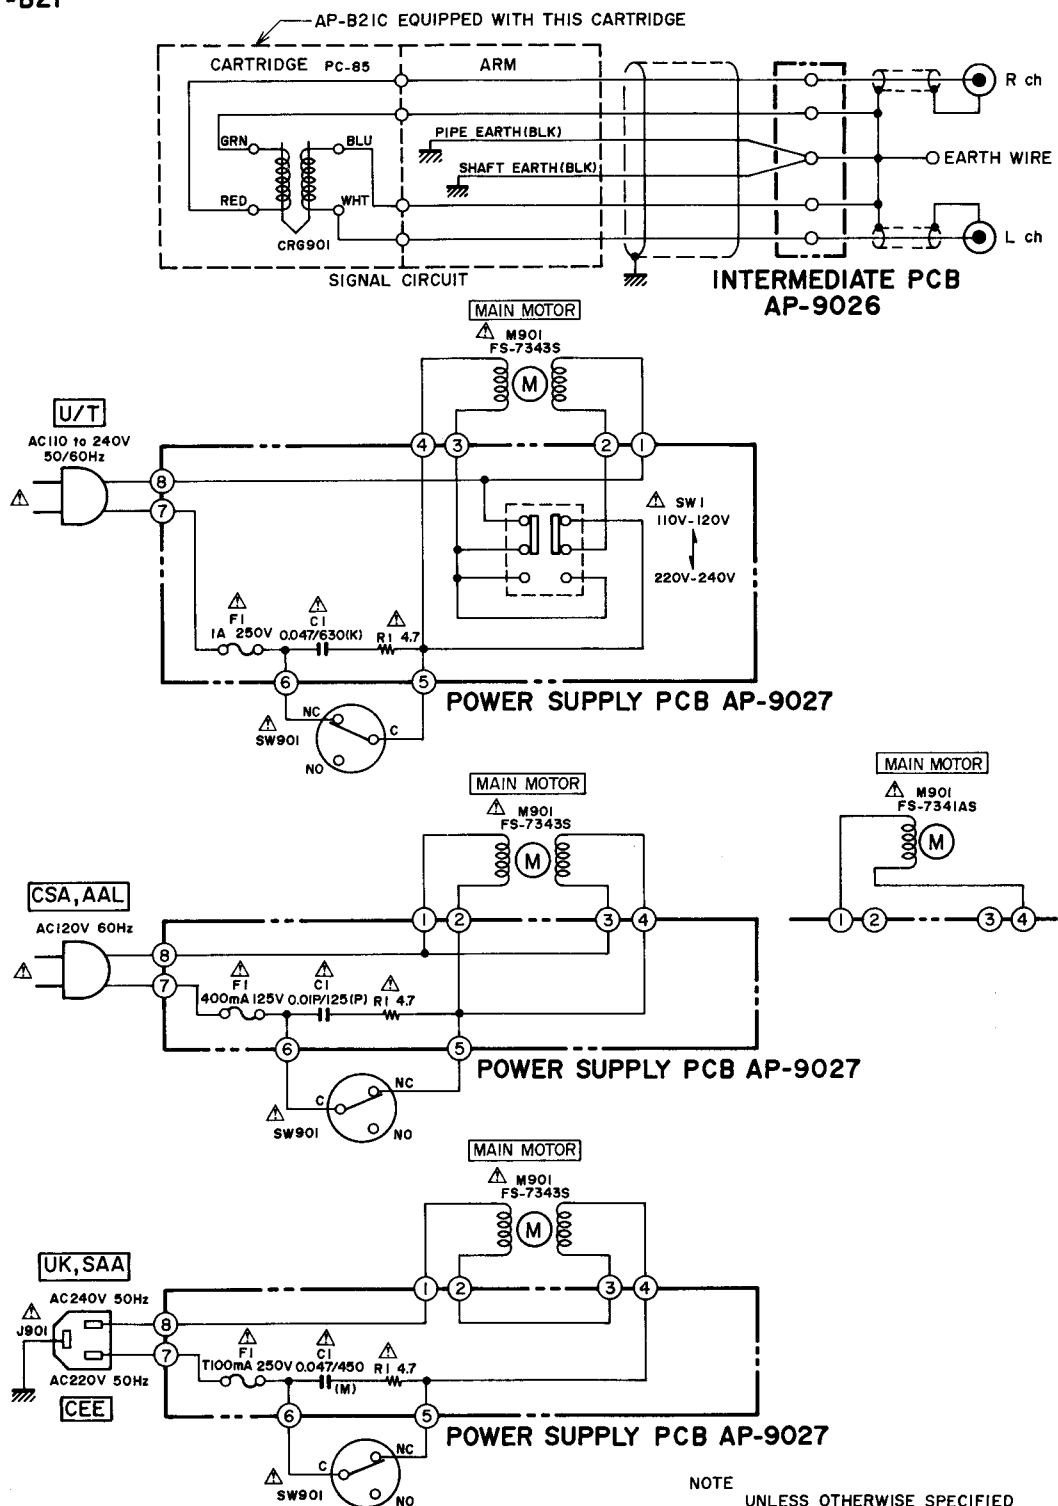 -B21
AP-B21C EQUIPPED WITH THIS CARTRIDGE
CARTRIDGE PC-85
ARM
R ch
GRN
BLU
PIPE EARTH(BLK)
SHAFT EARTH(BLK)
EARTH WIRE
RED
WHT
CRG901
L ch
SIGNAL CIRCUIT
INTERMEDIATE PCB
AP-9026
MAIN MOTOR
M901
FS-7343S
M
U/T
AC110 to 240V
50/60Hz
4
3
2
1
8
7
SW1
110V-120V
220V-240V
F1
1A 250V
C1
0.047/630(K)
R1 4.7
6
5
POWER SUPPLY PCB AP-9027
NC
C
SW901
NO
MAIN MOTOR
M901
FS-7343S
M
MAIN MOTOR
M901
FS-7341AS
M
CSA,AAL
AC120V 60Hz
1
2
3
4
1
2
3
4
8
7
F1
400mA 125V
C1
0.01P/125(P)
R1 4.7
6
5
POWER SUPPLY PCB AP-9027
NC
C
SW901
NO
MAIN MOTOR
M901
FS-7343S
M
UK,SAA
AC240V 50Hz
J901
AC220V 50Hz
CEE
1
2
3
4
8
7
F1
T100mA 250V
C1
0.047/450
(M)
R1 4.7
6
5
POWER SUPPLY PCB AP-9027
NC
C
SW901
NO
NOTE
UNLESS OTHERWISE SPECIFIED